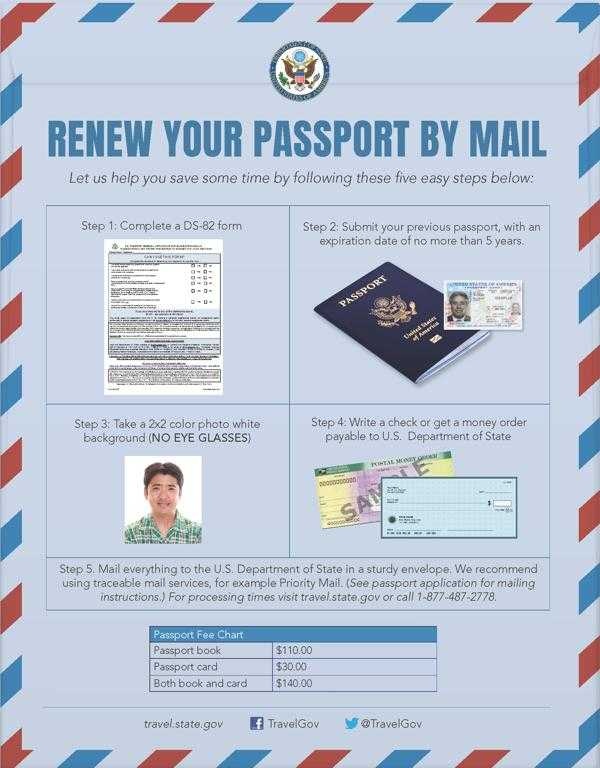 RENEW YOUR PASSPORT BY MAIL
Let us help you save some time by following these five easy steps below:
Step 1: Complete a DS-82 form
Step 2: Submit your previous passport, with an
expiration date of no more than 5 years.
PASSPORT
United States
of America
UNITED STATES OF AMERICA
Step 3: Take a 2x2 color photo white
background (NO EYE GLASSES)
Step 4: Write a check or get a money order
payable to U.S. Department of State
POSTAL MONEY ORDER
SAMPLE
Step 5. Mail everything to the U.S. Department of State in a sturdy envelope. We recommend
using traceable mail services, for example Priority Mail. (See passport application for mailing
instructions.) For processing times visit travel.state.gov or call 1-877-487-2778.
Passport Fee Chart
Passport book $110.00
Passport card $30.00
Both book and card $140.00
travel.state.gov TravelGov @TravelGov